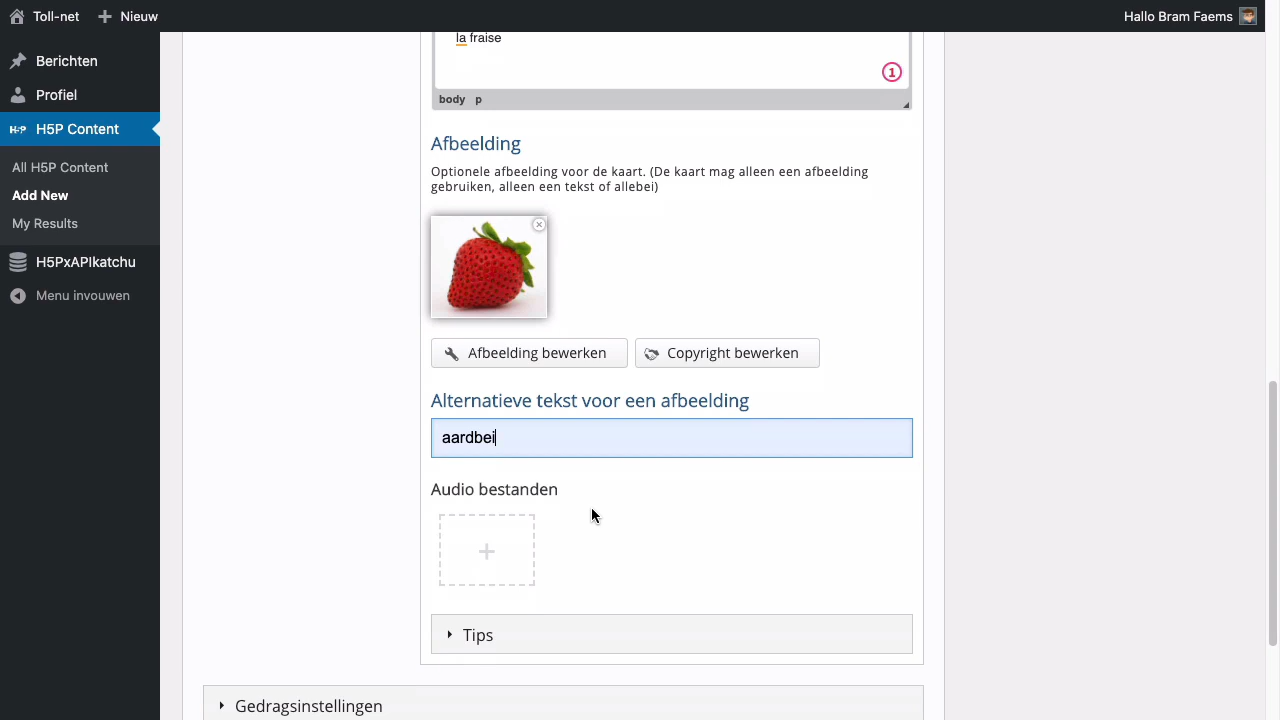 Toll-net
Nieuw
Hallo Bram Faems
Berichten
Profiel
H-P H5P Content
All H5P Content
Add New
My Results
H5PxAPIkatchu
Menu invouwen
la fraise
1
body p
Afbeelding
Optionele afbeelding voor de kaart. (De kaart mag alleen een afbeelding
gebruiken, alleen een tekst of allebei)
Afbeelding bewerken
Copyright bewerken
Alternatieve tekst voor een afbeelding
aardbei
Audio bestanden
+
Tips
Gedragsinstellingen